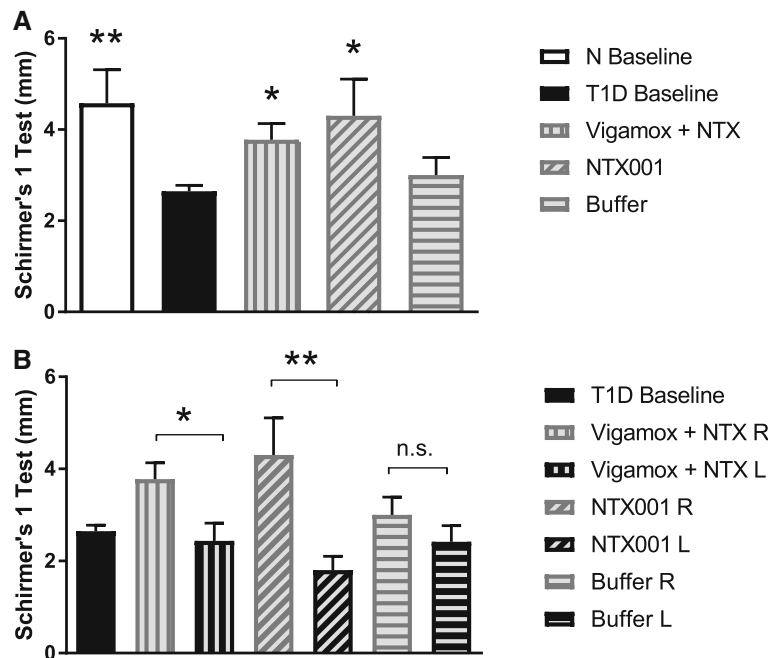 A
Schirmer's 1 Test (mm)
6
4
2
0
**
*
*
N Baseline
T1D Baseline
Vigamox + NTX
NTX001
Buffer
B
Schirmer's 1 Test (mm)
6
4
2
0
*
**
n.s.
T1D Baseline
Vigamox + NTX R
Vigamox + NTX L
NTX001 R
NTX001 L
Buffer R
Buffer L